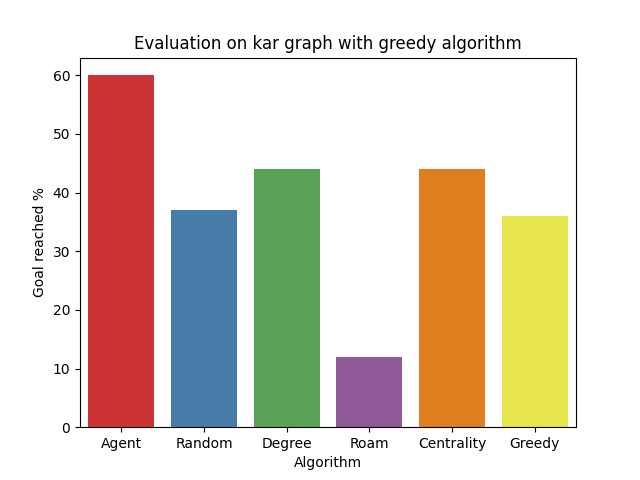 Evaluation on kar graph with greedy algorithm
60
50
40
30
20
10
0
Goal reached %
Agent Random Degree Roam Centrality Greedy
Algorithm